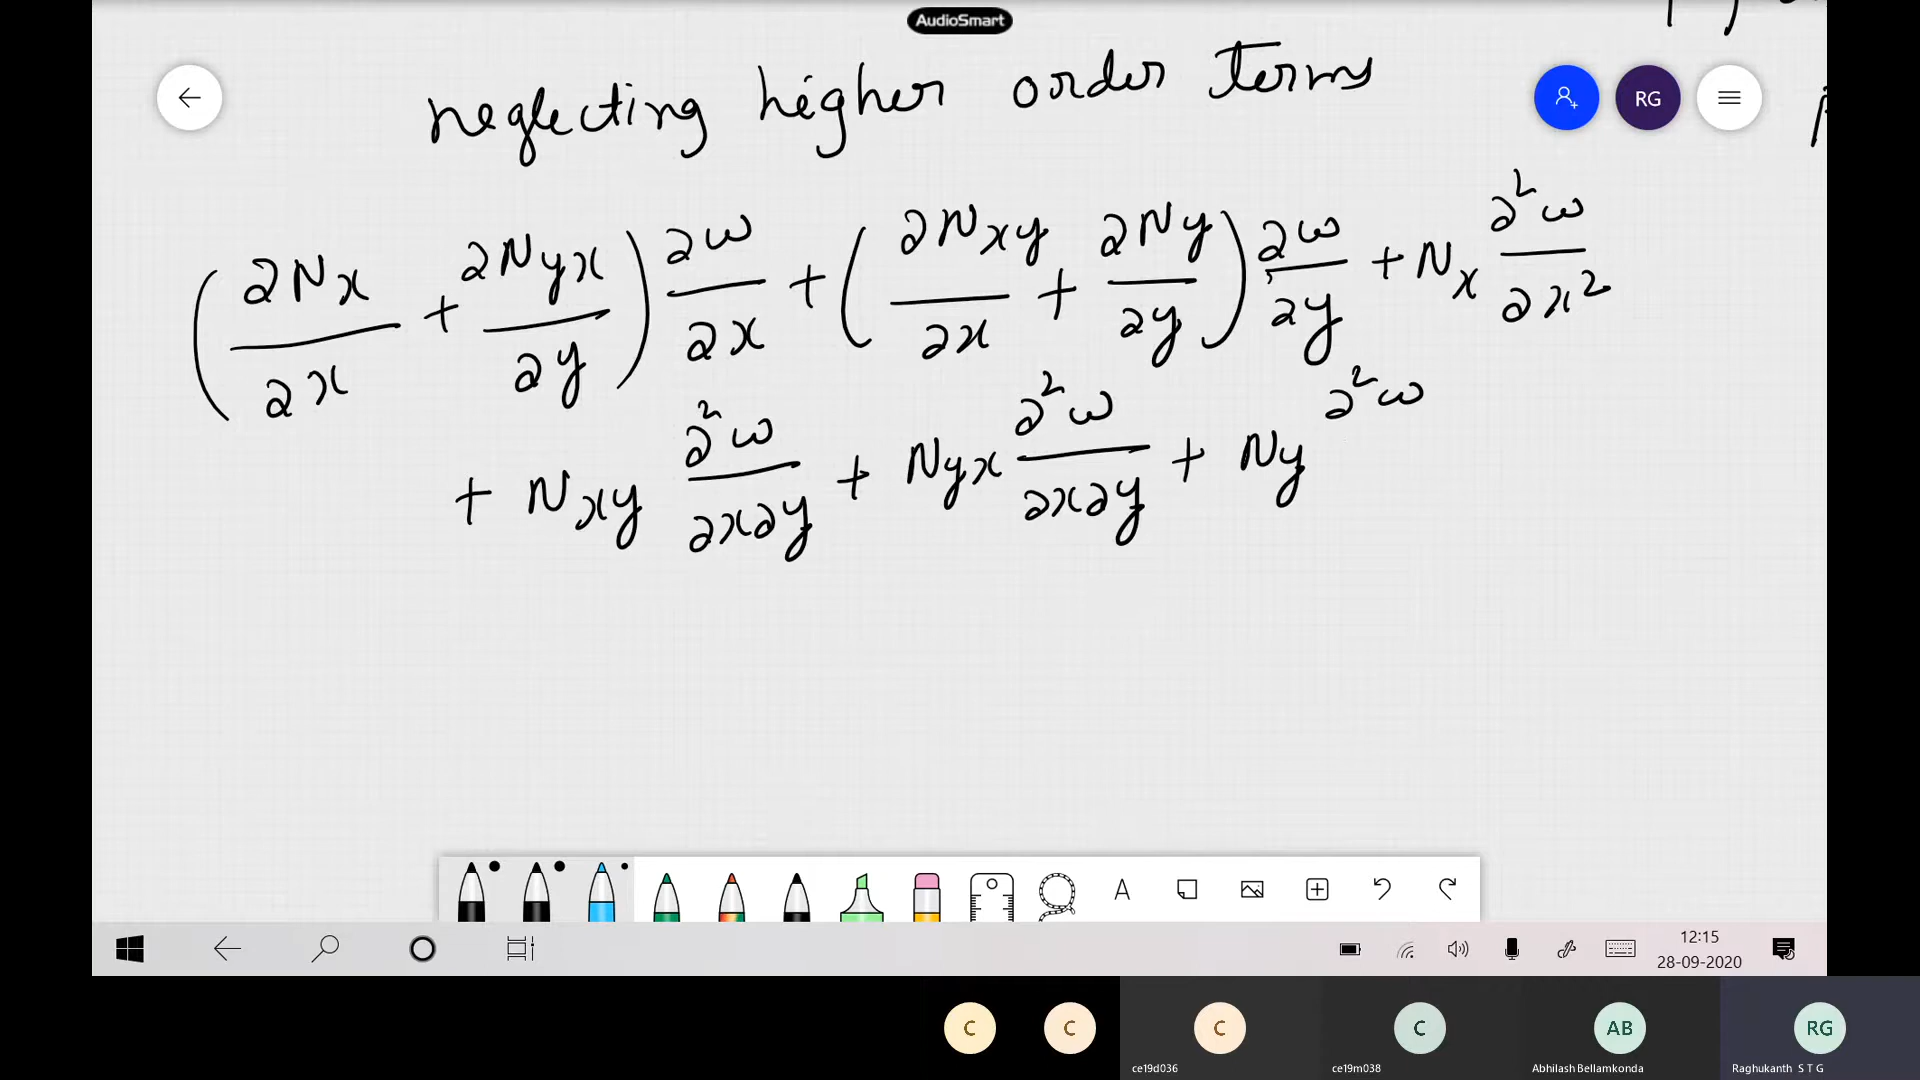 AudioSmart
neglecting higher order terms
RG
(∂Nx/∂x + ∂Nyx/∂y) ∂w/∂x + (∂Nxy/∂x + ∂Ny/∂y) ∂w/∂y + Nx ∂²w/∂x²
+ Nxy ∂²w/∂x∂y + Nyx ∂²w/∂x∂y + Ny ∂²w
A
12:15
28-09-2020
C
C
C
C
AB
RG
ce19d036
ce19m038
Abhilash Bellamkonda
Raghukanth S T G